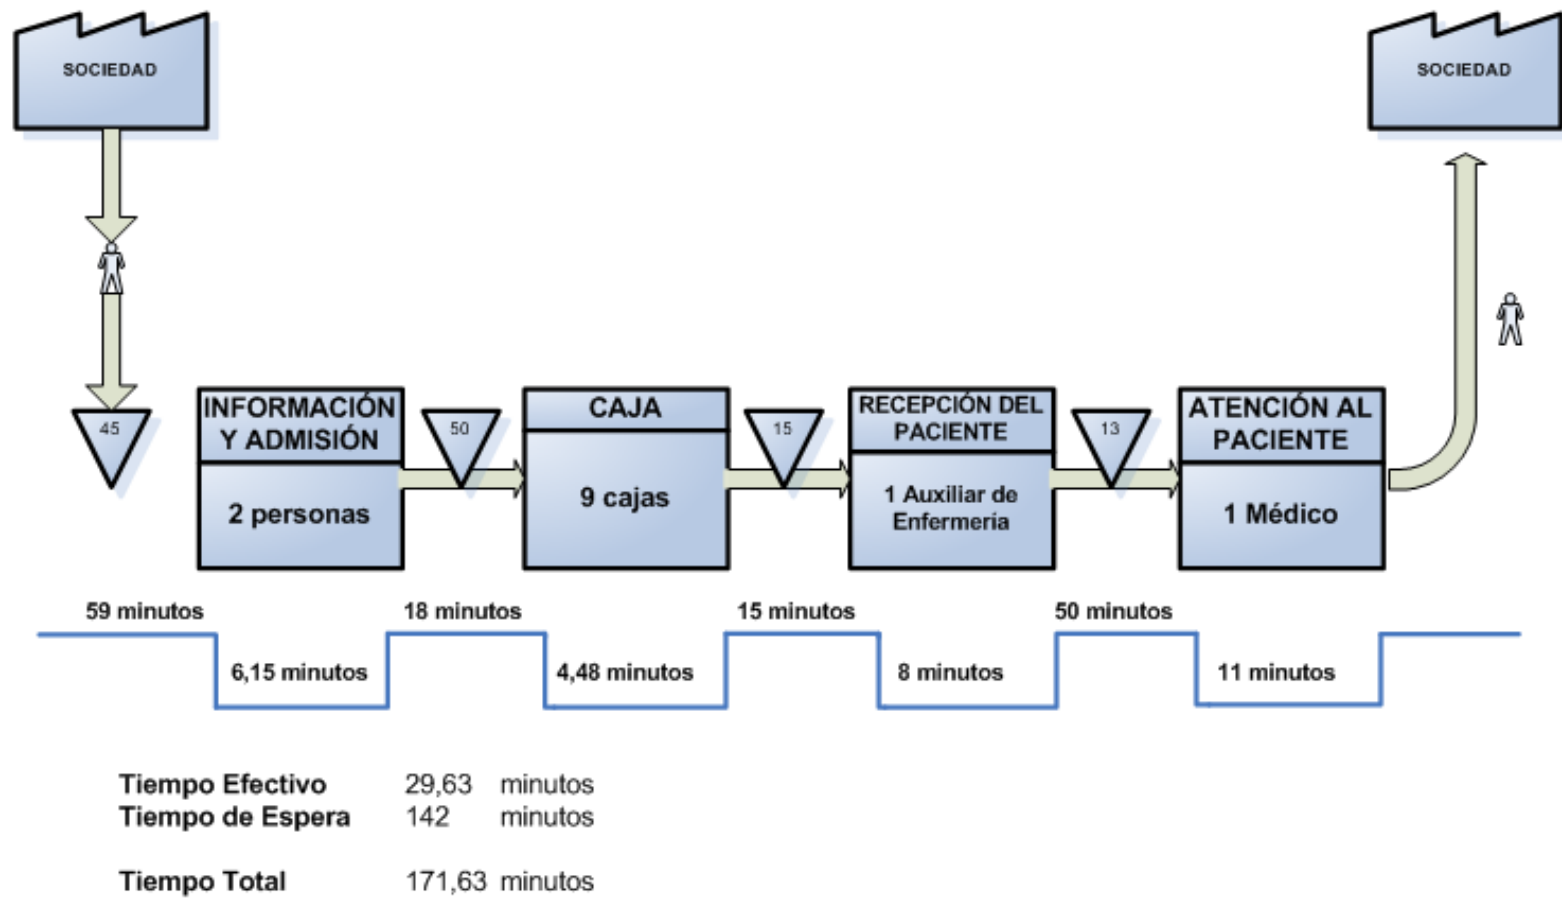 SOCIEDAD
SOCIEDAD
45
INFORMACIÓN
Y ADMISIÓN
2 personas
50
CAJA
9 cajas
15
RECEPCIÓN DEL
PACIENTE
1 Auxiliar de
Enfermería
13
ATENCIÓN AL
PACIENTE
1 Médico
59 minutos
18 minutos
15 minutos
50 minutos
6,15 minutos
4,48 minutos
8 minutos
11 minutos
Tiempo Efectivo 29,63 minutos
Tiempo de Espera 142 minutos
Tiempo Total 171,63 minutos